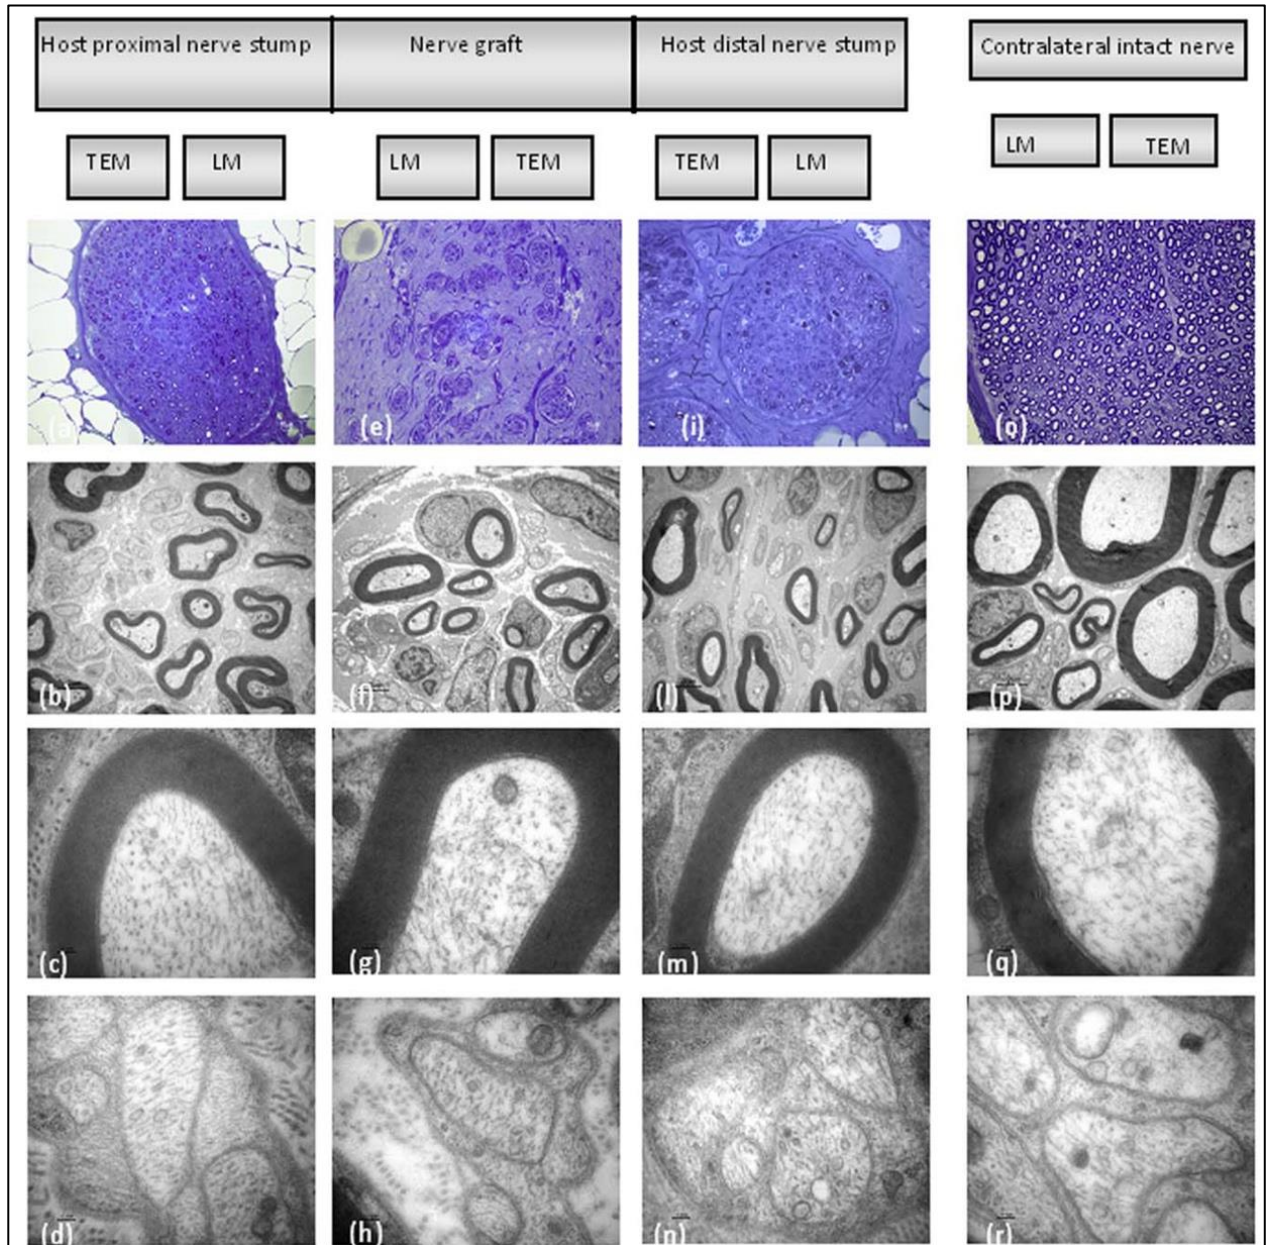 Host proximal nerve stump
Nerve graft
Host distal nerve stump
Contralateral intact nerve
TEM
LM
LM
TEM
TEM
LM
LM
TEM
(a)
(e)
(i)
(o)
(b)
(f)
(l)
(p)
(c)
(g)
(m)
(q)
(d)
(h)
(n)
(r)